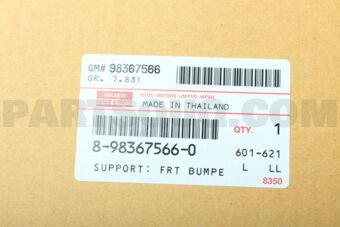 GM# 98367566
GR. 7.831
ISUZU
ISUZU MOTORS LIMITED JAPAN
MADE IN THAILAND
QTY. 1
8-98367566-0
601-621
SUPPORT: FRT BUMPE
L LL
8350